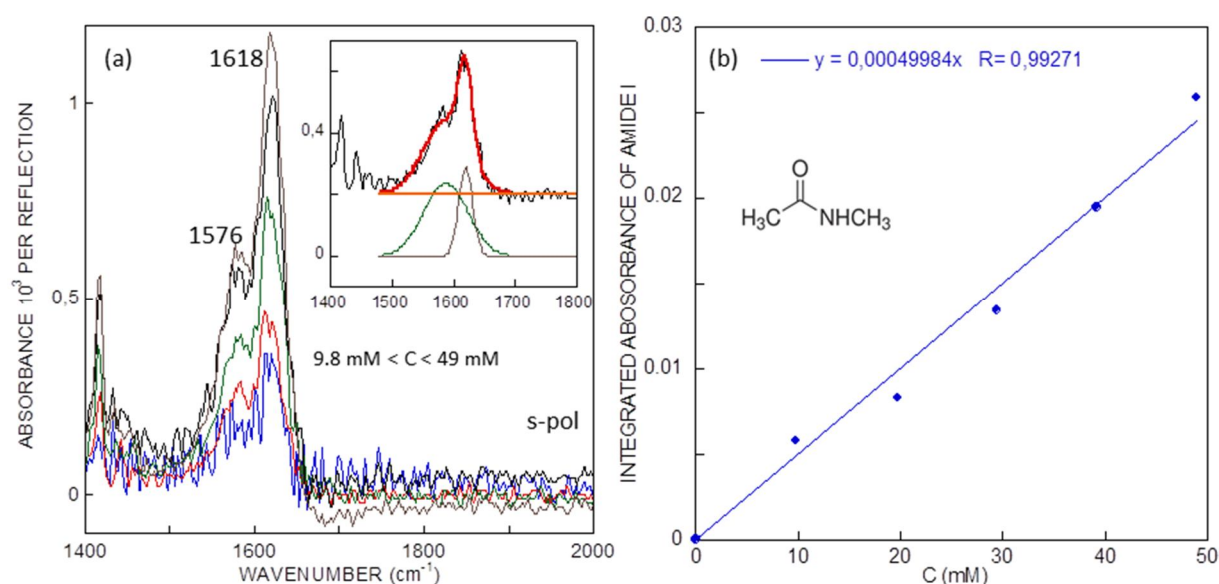 (a)
1618
1576
1
0,5
0
ABSORBANCE 10³ PER REFLECTION
1400
1600
1800
2000
WAVENUMBER (cm⁻¹)
0,4
0
1400
1500
1600
1700
1800
9.8 mM < C < 49 mM
s-pol
(b)
y = 0,00049984x R= 0,99271
0.03
0.02
0.01
0
INTEGRATED ABOSORBANCE OF AMIDE I
O
H₃C
NHCH₃
0
10
20
30
40
50
C (mM)